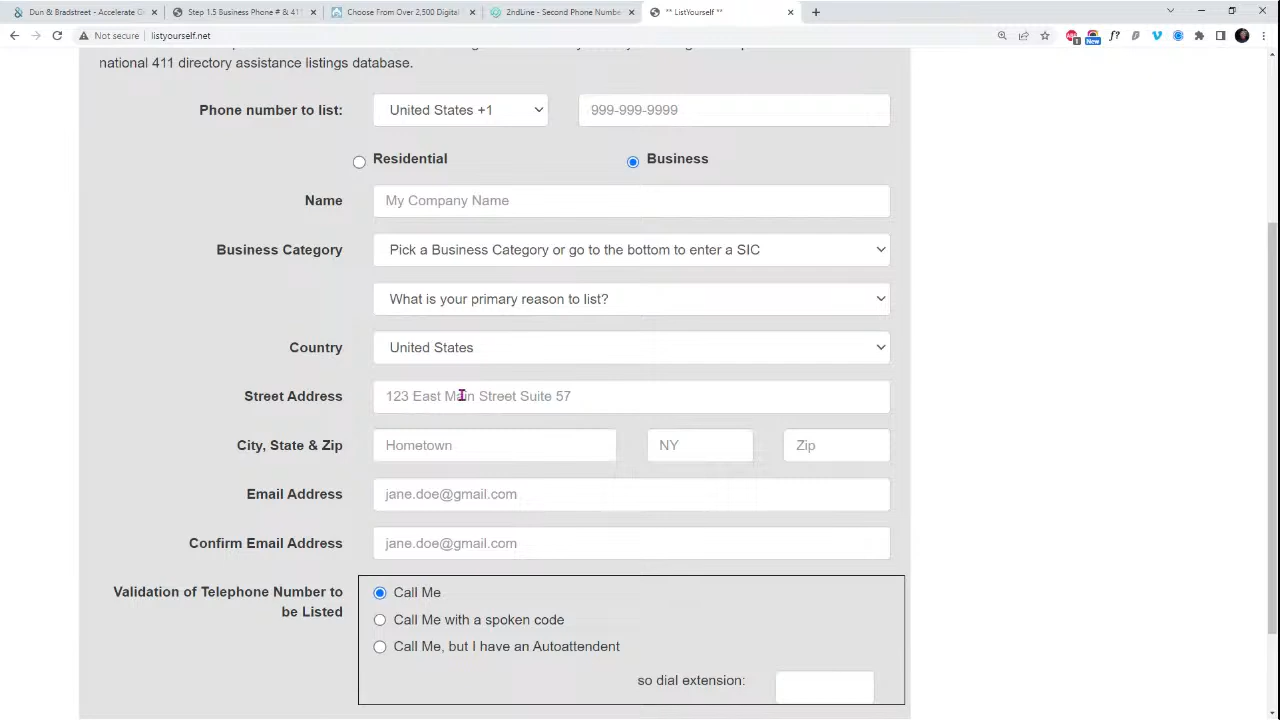 Dun & Bradstreet - Accelerate G
Step 1.5 Business Phone # & 411
Choose From Over 2,500 Digital
2ndLine - Second Phone Numbe
** ListYourself **
Not secure
listyourself.net
New
national 411 directory assistance listings database.
Phone number to list:
United States +1
999-999-9999
Residential
Business
Name
My Company Name
Business Category
Pick a Business Category or go to the bottom to enter a SIC
What is your primary reason to list?
Country
United States
Street Address
123 East Main Street Suite 57
City, State & Zip
Hometown
NY
Zip
Email Address
jane.doe@gmail.com
Confirm Email Address
jane.doe@gmail.com
Validation of Telephone Number to
be Listed
Call Me
Call Me with a spoken code
Call Me, but I have an Autoattendent
so dial extension: